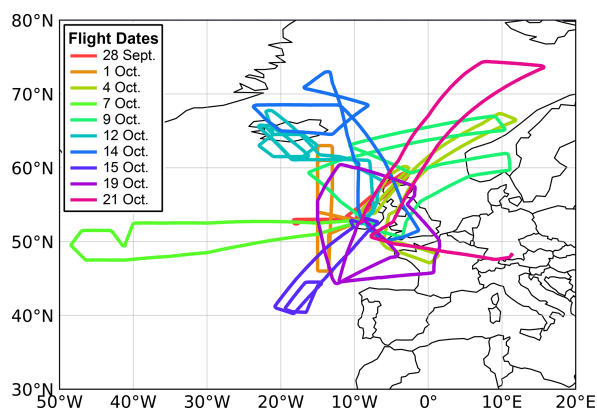 80°N
70°N
60°N
50°N
40°N
30°N
Flight Dates
28 Sept.
1 Oct.
4 Oct.
7 Oct.
9 Oct.
12 Oct.
14 Oct.
15 Oct.
19 Oct.
21 Oct.
50°W 40°W 30°W 20°W 10°W 0° 10°E 20°E